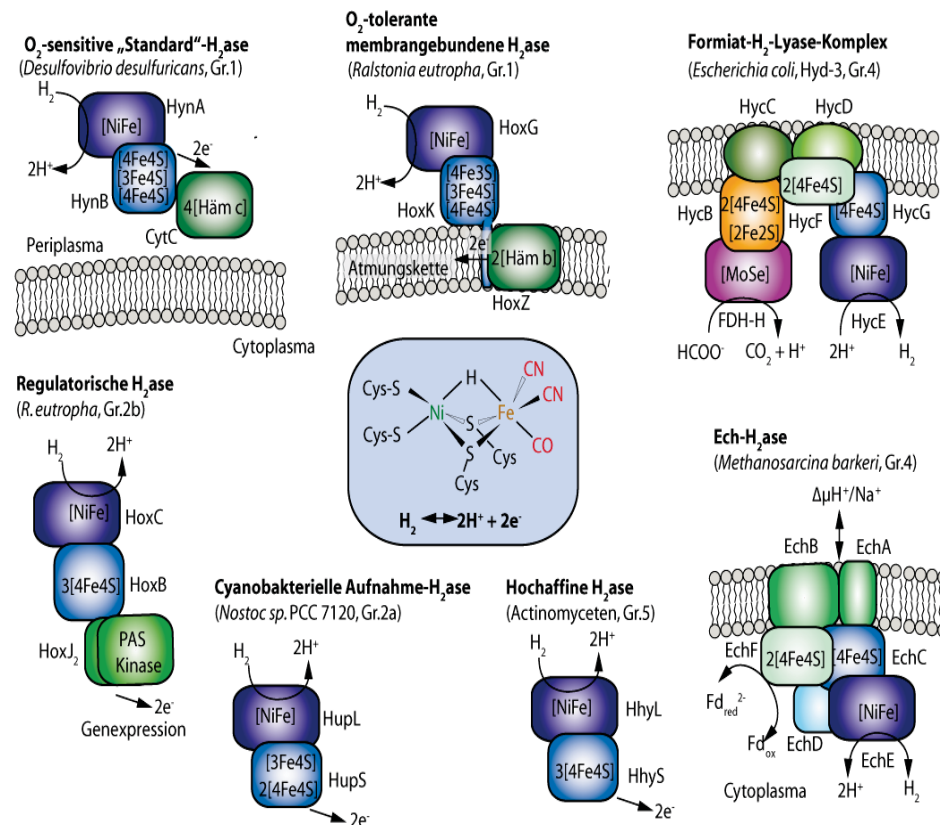 O₂-sensitive „Standard“-H₂ase
(Desulfovibrio desulfuricans, Gr.1)
H₂
HynA
[NiFe]
2H⁺
[4Fe4S]
[3Fe4S]
[4Fe4S]
2e⁻
HynB
4[Häm c]
CytC
Periplasma
Cytoplasma
O₂-tolerante
membrangebundene H₂ase
(Ralstonia eutropha, Gr.1)
H₂
[NiFe]
HoxG
2H⁺
[4Fe3S]
[3Fe4S]
[4Fe4S]
HoxK
2e⁻
2[Häm b]
Atmungskette
HoxZ
Formiat-H₂-Lyase-Komplex
(Escherichia coli, Hyd-3, Gr.4)
HycC
HycD
2[4Fe4S]
HycB
2[4Fe4S]
[2Fe2S]
HycF
[4Fe4S]
HycG
[MoSe]
[NiFe]
FDH-H
HycE
HCOO⁻
CO₂ + H⁺
2H⁺
H₂
Cys-S
Cys-S
H
Ni
Fe
CN
CN
CO
S
S
Cys
Cys
H₂ 2H⁺ + 2e⁻
Regulatorische H₂ase
(R. eutropha, Gr.2b)
H₂
2H⁺
[NiFe]
HoxC
3[4Fe4S]
HoxB
HoxJ₂
PAS
Kinase
2e⁻
Genexpression
Cyanobakterielle Aufnahme-H₂ase
(Nostoc sp. PCC 7120, Gr.2a)
H₂
2H⁺
[NiFe]
HupL
[3Fe4S]
2[4Fe4S]
HupS
2e⁻
Hochaffine H₂ase
(Actinomyceten, Gr.5)
H₂
2H⁺
[NiFe]
HhyL
3[4Fe4S]
HhyS
2e⁻
Ech-H₂ase
(Methanosarcina barkeri, Gr.4)
ΔμH⁺/Na⁺
EchB
EchA
EchF
2[4Fe4S]
[4Fe4S]
EchC
Fd_red²⁻
[NiFe]
Fd_ox
EchD
EchE
Cytoplasma
2H⁺
H₂